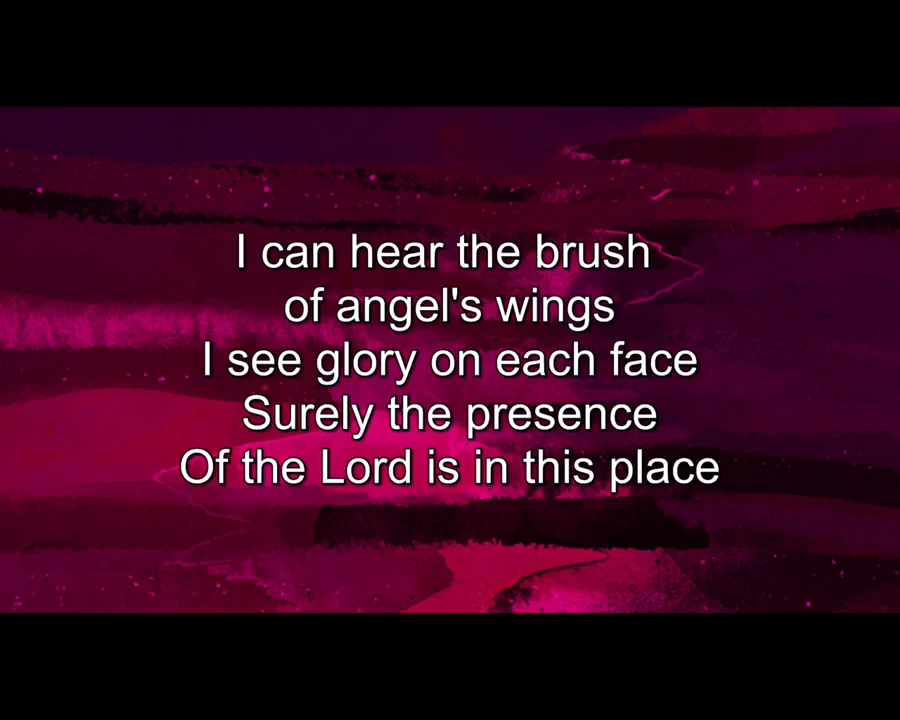 I can hear the brush
of angel's wings
I see glory on each face
Surely the presence
Of the Lord is in this place